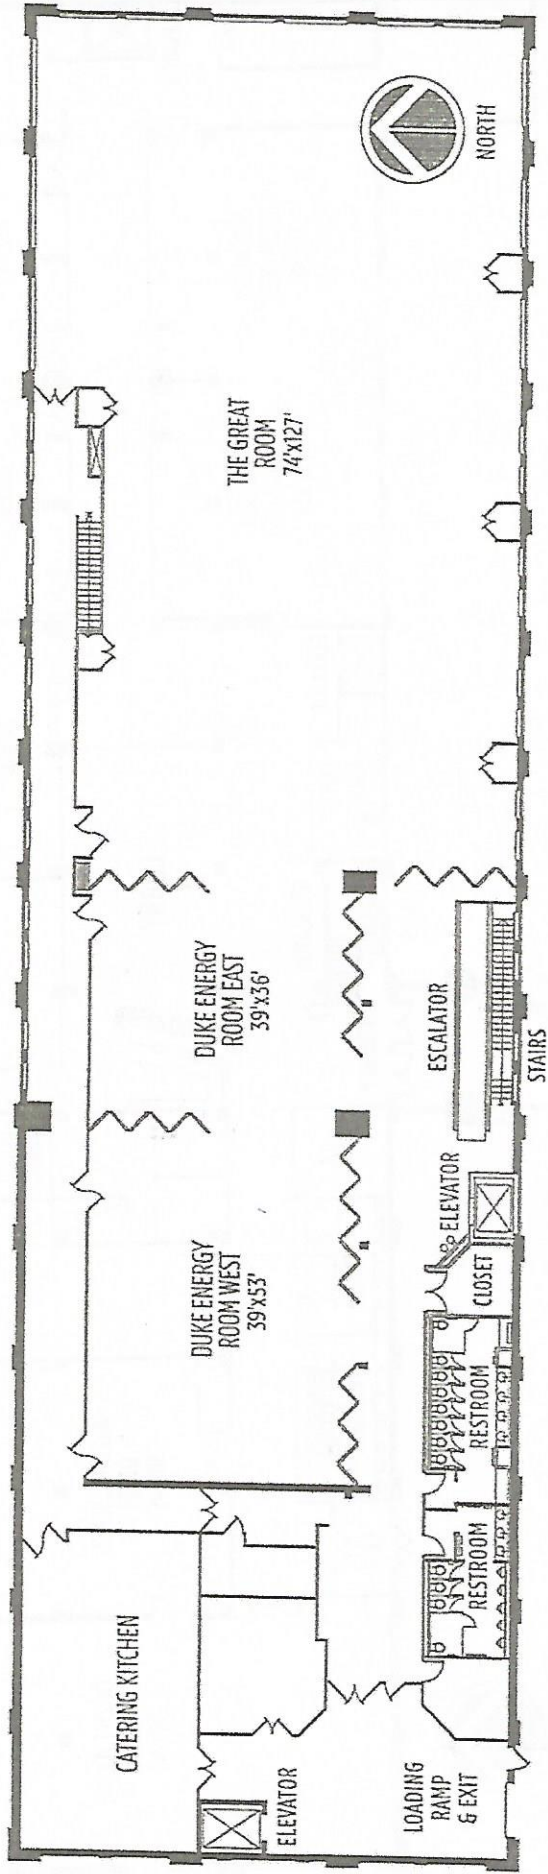 CATERING KITCHEN
ELEVATOR
LOADING
RAMP
& EXIT
DUKE ENERGY
ROOM WEST
39'x53'
RESTROOM
RESTROOM
CLOSET
ELEVATOR
DUKE ENERGY
ROOM EAST
39'x36'
ESCALATOR
STAIRS
THE GREAT
ROOM
74'x127'
NORTH